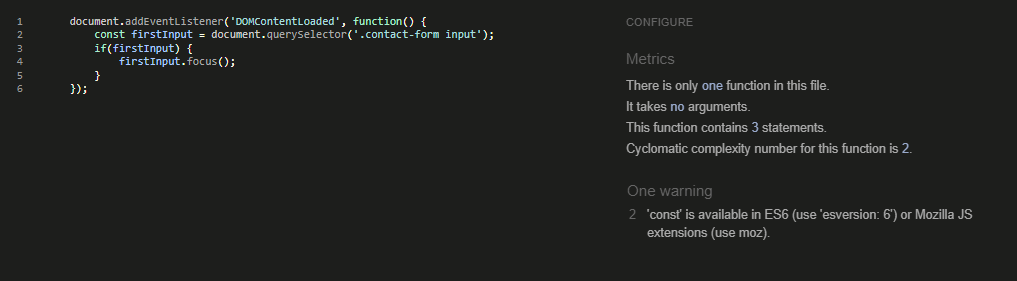 1 document.addEventListener('DOMContentLoaded', function() {
2 const firstInput = document.querySelector('.contact-form input');
3 if(firstInput) {
4 firstInput.focus();
5 }
6 });
CONFIGURE
Metrics
There is only one function in this file.
It takes no arguments.
This function contains 3 statements.
Cyclomatic complexity number for this function is 2.
One warning
2 'const' is available in ES6 (use 'esversion: 6') or Mozilla JS
extensions (use moz).